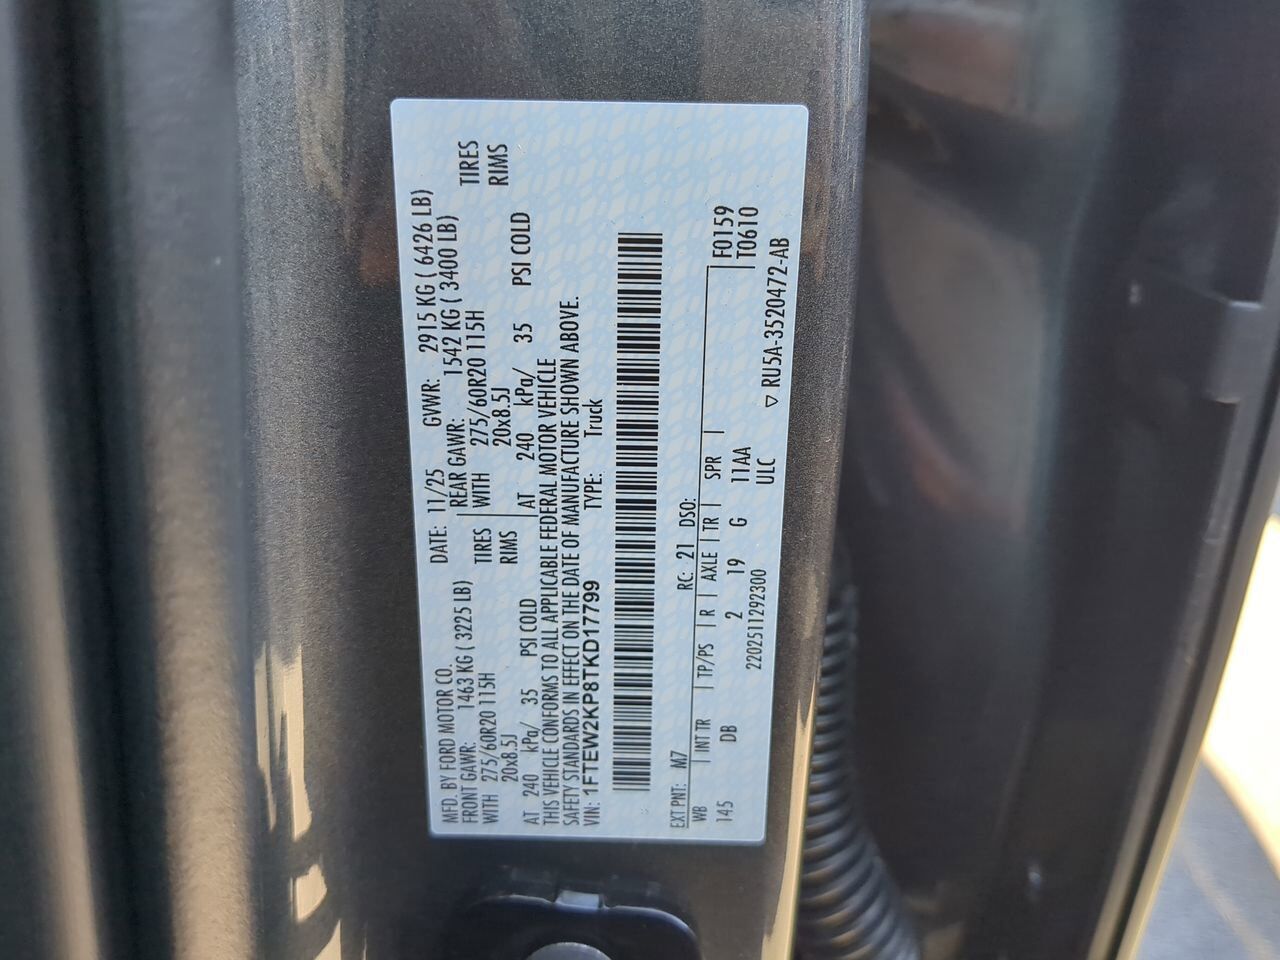 MFD. BY FORD MOTOR CO. DATE: 11/25 GVWR: 2915 KG ( 6426 LB)
FRONT GAWR: 1463 KG ( 3225 LB) REAR GAWR: 1542 KG ( 3400 LB)
WITH 275/60R20 115H TIRES WITH 275/60R20 115H TIRES
20x8.5J RIMS 20x8.5J RIMS
AT 240 kPa/ 35 PSI COLD AT 240 kPa/ 35 PSI COLD
THIS VEHICLE CONFORMS TO ALL APPLICABLE FEDERAL MOTOR VEHICLE
SAFETY STANDARDS IN EFFECT ON THE DATE OF MANUFACTURE SHOWN ABOVE.
VIN: 1FTEW2KP8TKD17799 TYPE: Truck
EXT PNT: M7 RC: 21 DSO:
WB INT TR TP/PS R AXLE TR SPR F0159
145 DB 2 19 G 11AA T0610
2202511292300 ULC
▽ RU5A-3520472-AB